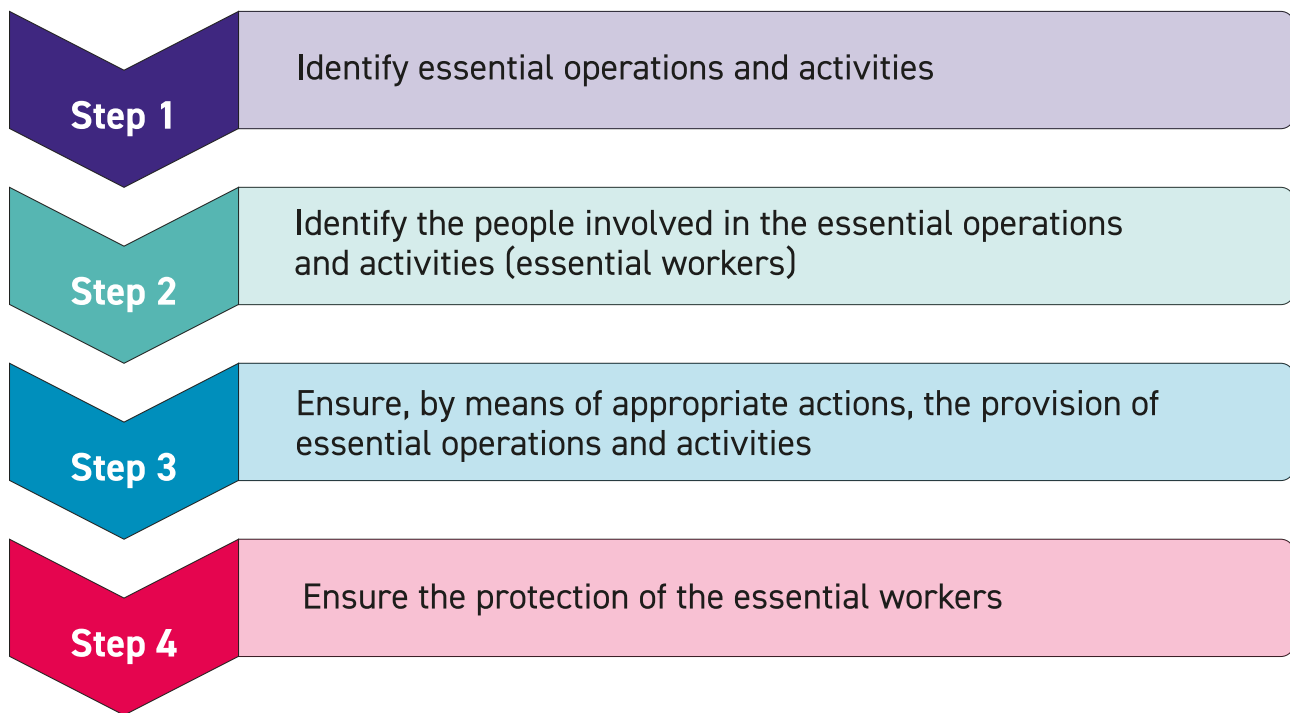 Step 1
Identify essential operations and activities
Step 2
Identify the people involved in the essential operations
and activities (essential workers)
Step 3
Ensure, by means of appropriate actions, the provision of
essential operations and activities
Step 4
Ensure the protection of the essential workers